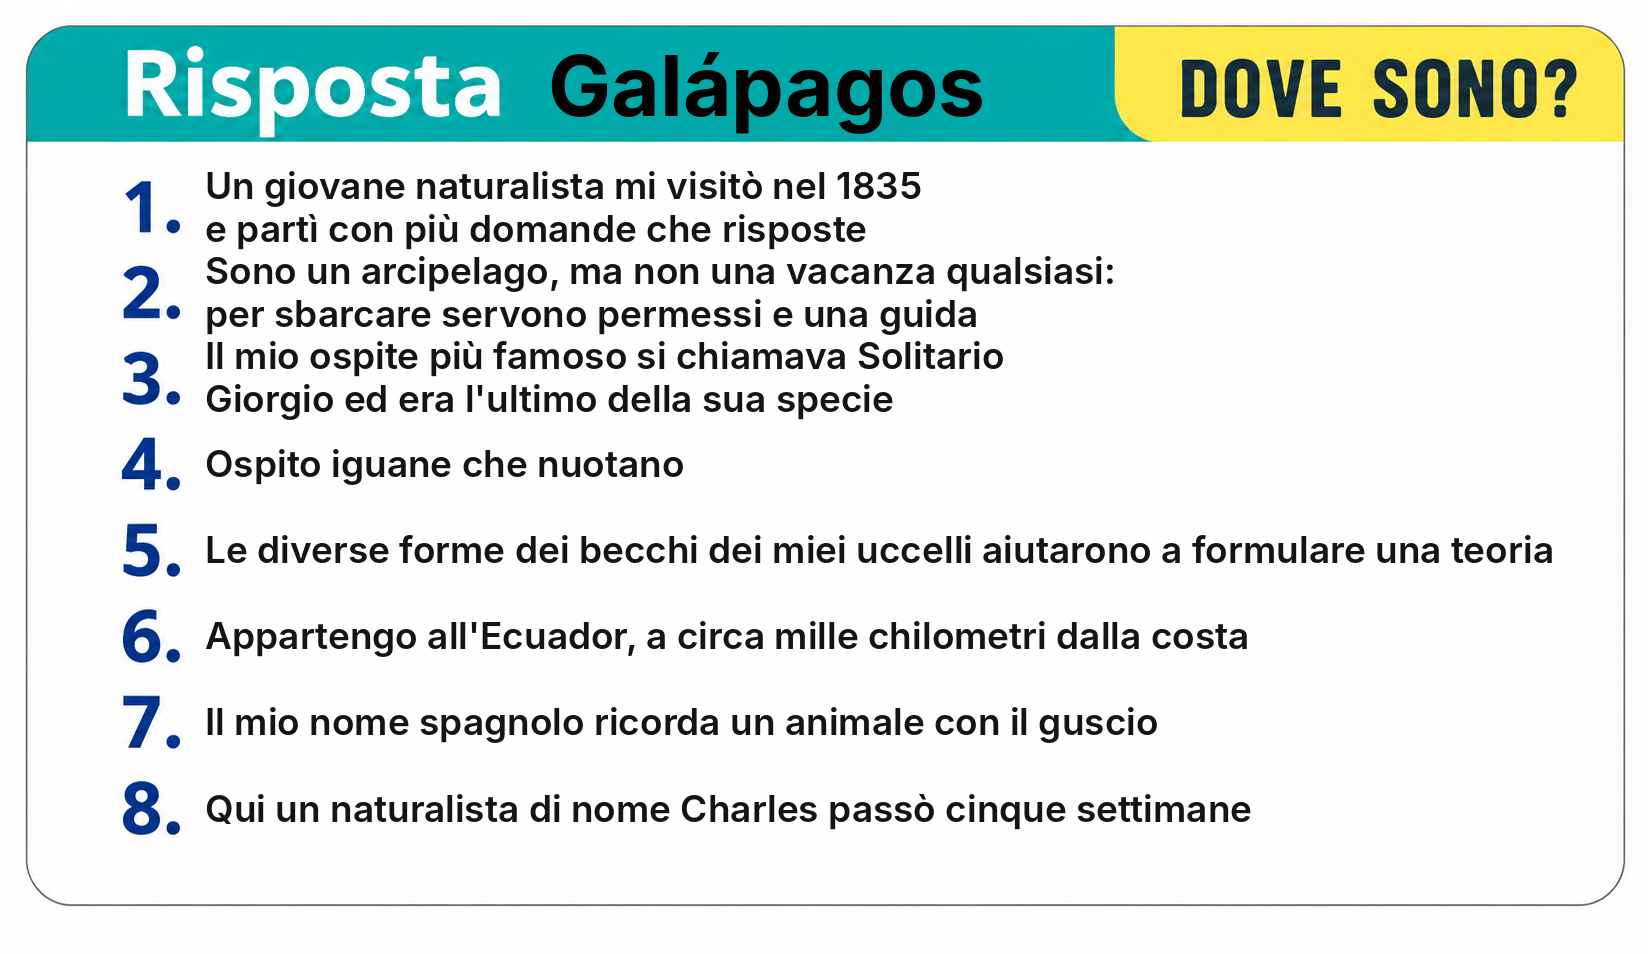 Risposta Galápagos
DOVE SONO?
1. Un giovane naturalista mi visitò nel 1835
e partì con più domande che risposte
2. Sono un arcipelago, ma non una vacanza qualsiasi:
per sbarcare servono permessi e una guida
3. Il mio ospite più famoso si chiamava Solitario
Giorgio ed era l'ultimo della sua specie
4. Ospito iguane che nuotano
5. Le diverse forme dei becchi dei miei uccelli aiutarono a formulare una teoria
6. Appartengo all'Ecuador, a circa mille chilometri dalla costa
7. Il mio nome spagnolo ricorda un animale con il guscio
8. Qui un naturalista di nome Charles passò cinque settimane